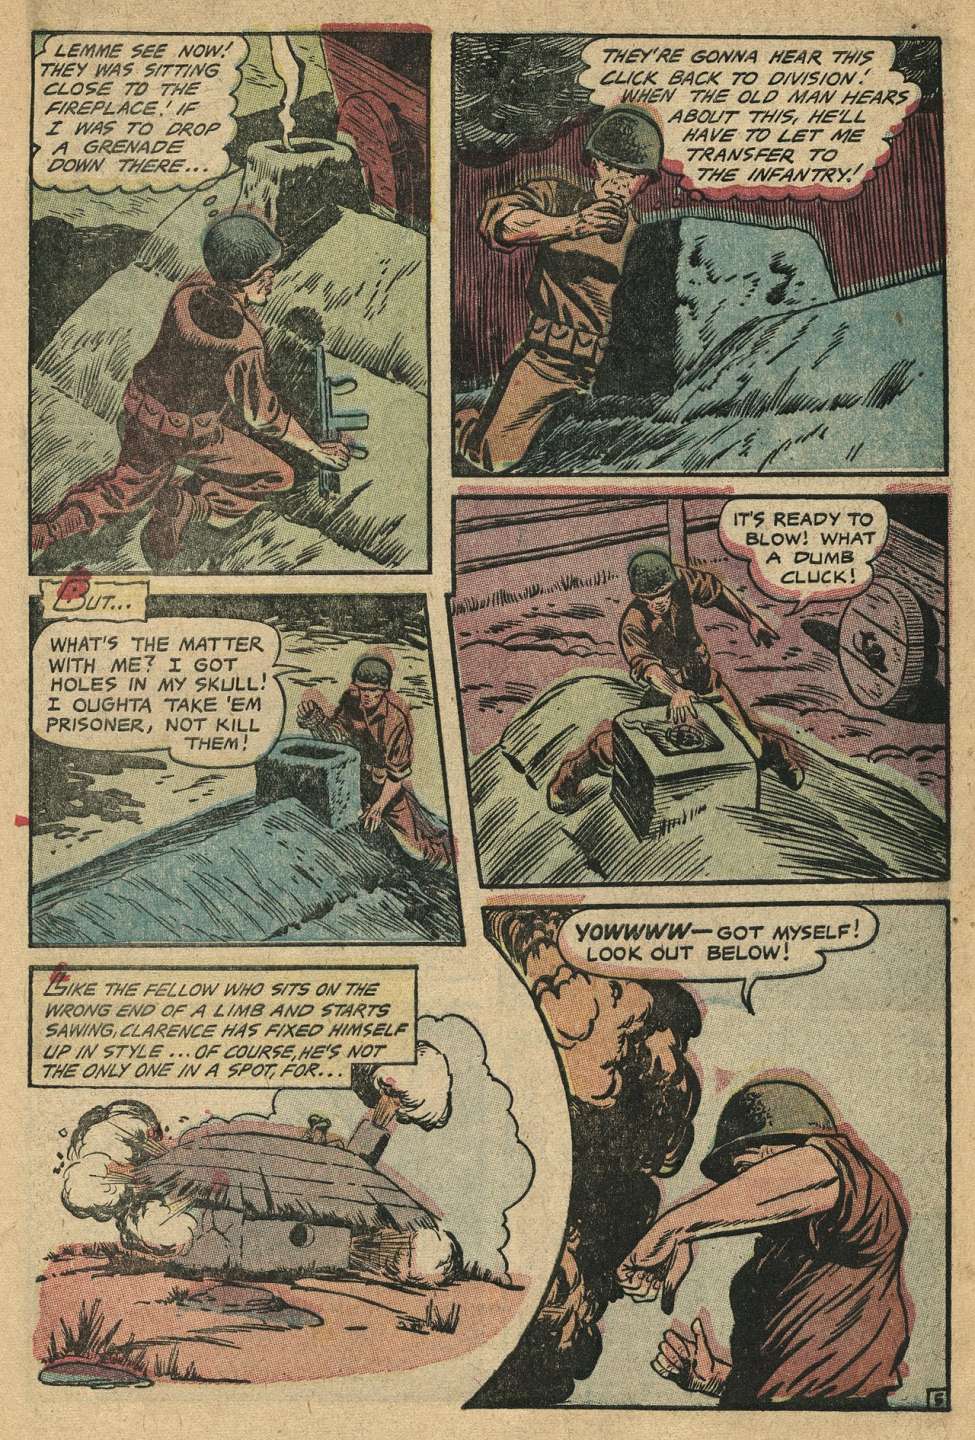 LEMME SEE NOW!
THEY WAS SITTING
CLOSE TO THE
FIREPLACE! IF
I WAS TO DROP
A GRENADE
DOWN THERE...
THEY'RE GONNA HEAR THIS
CLICK BACK TO DIVISION!
WHEN THE OLD MAN HEARS
ABOUT THIS, HE'LL
HAVE TO LET ME
TRANSFER TO
THE INFANTRY!
BUT...
WHAT'S THE MATTER
WITH ME? I GOT
HOLES IN MY SKULL!
I OUGHTA TAKE 'EM
PRISONER, NOT KILL
THEM!
IT'S READY TO
BLOW! WHAT
A DUMB
CLUCK!
LIKE THE FELLOW WHO SITS ON THE
WRONG END OF A LIMB AND STARTS
SAWING, CLARENCE HAS FIXED HIMSELF
UP IN STYLE... OF COURSE, HE'S NOT
THE ONLY ONE IN A SPOT, FOR...
YOWWWW- GOT MYSELF!
LOOK OUT BELOW!
5